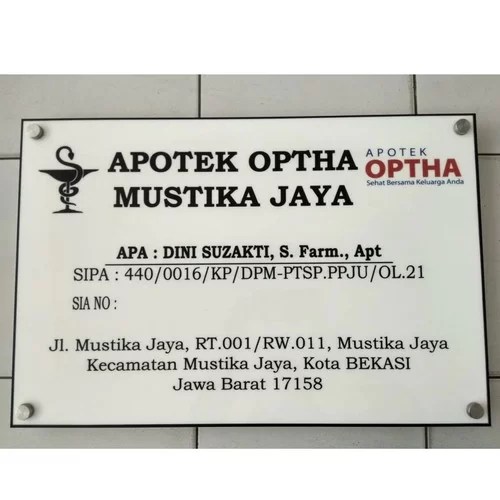 APOTEK OPTHA
MUSTIKA JAYA
APOTEK
OPTHA
Sehat Bersama Keluarga Anda
APA : DINI SUZAKTI, S. Farm., Apt
SIPA : 440/0016/KP/DPM-PTSP.PPJU/OL.21
SIA NO :
Jl. Mustika Jaya, RT.001/RW.011, Mustika Jaya
Kecamatan Mustika Jaya, Kota BEKASI
Jawa Barat 17158